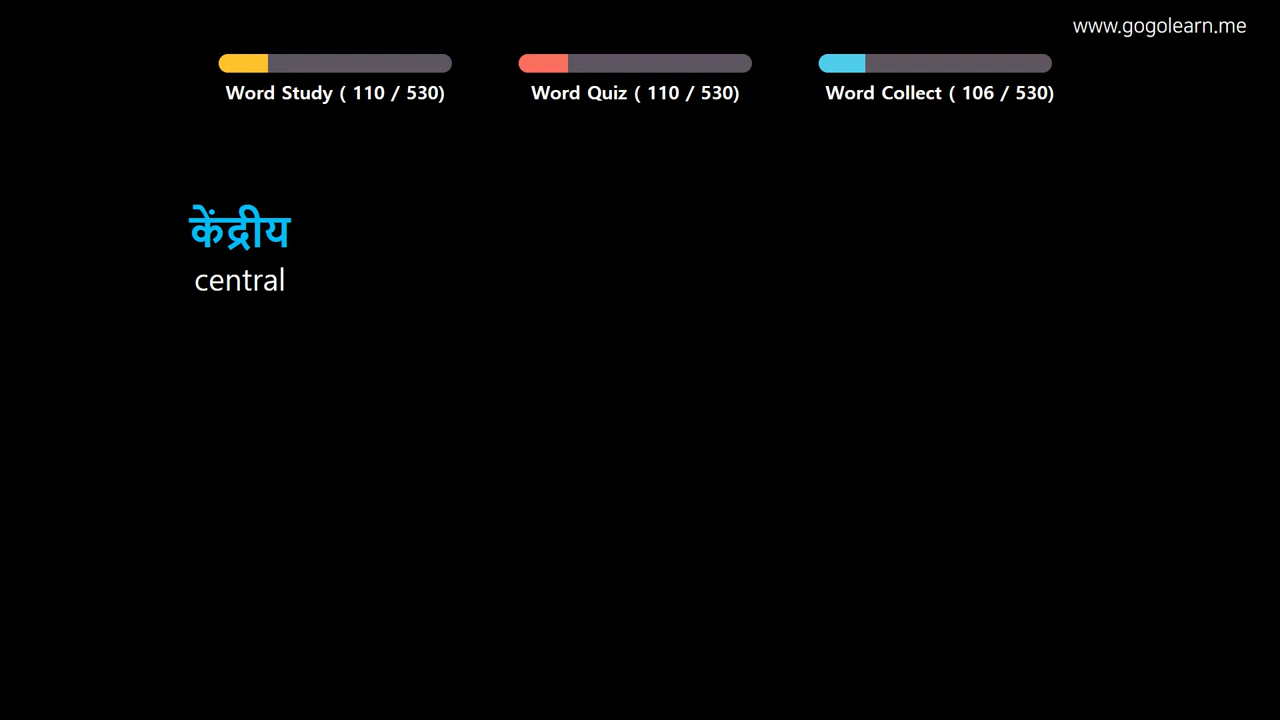 www.gogolearn.me
Word Study ( 110 / 530)
Word Quiz ( 110 / 530)
Word Collect ( 106 / 530)
केंद्रीय
central